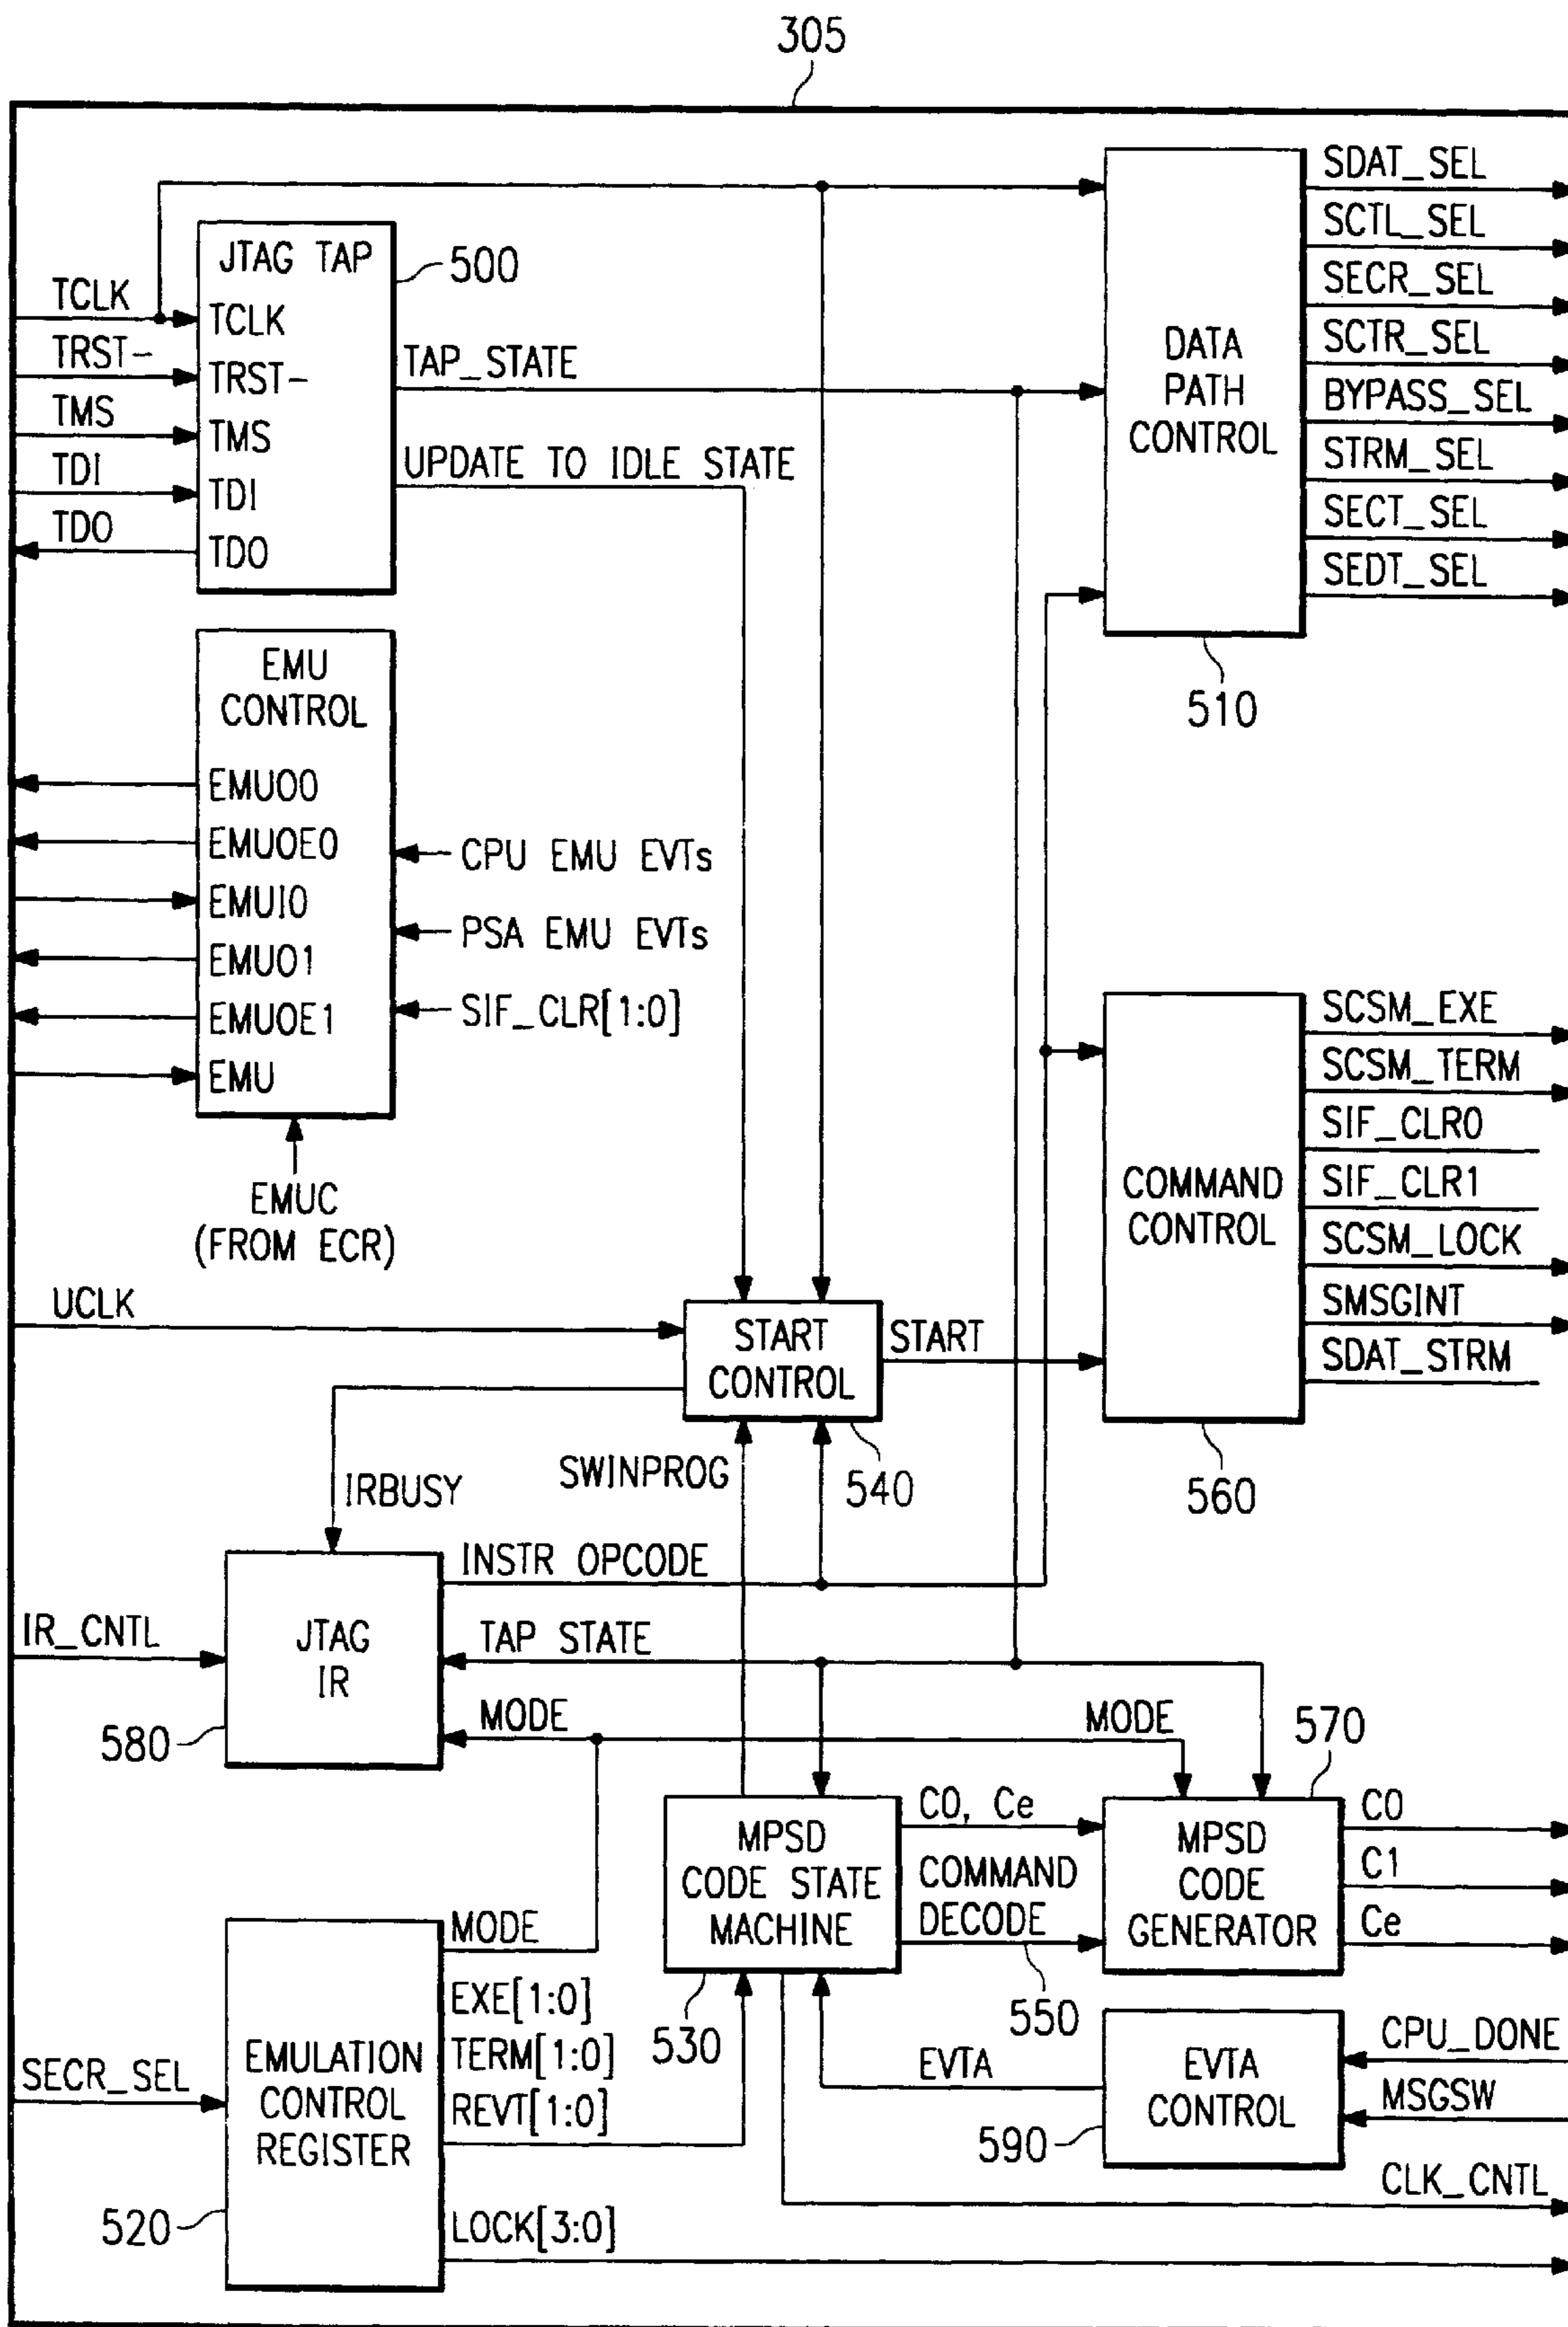 305
JTAG TAP
500
TCLK
TCLK
TRST-
TRST-
TMS
TMS
TDI
TDI
TDO
TDO
TAP_STATE
UPDATE TO IDLE STATE
DATA
PATH
CONTROL
510
SDAT_SEL
SCTL_SEL
SECR_SEL
SCTR_SEL
BYPASS_SEL
STRM_SEL
SECT_SEL
SEDT_SEL
EMU
CONTROL
EMUO0
EMUOE0
EMUI0
EMUO1
EMUOE1
EMU
CPU EMU EVTs
PSA EMU EVTs
SIF_CLR[1:0]
EMUC
(FROM ECR)
UCLK
START
CONTROL
540
START
COMMAND
CONTROL
560
SCSM_EXE
SCSM_TERM
SIF_CLR0
SIF_CLR1
SCSM_LOCK
SMSGINT
SDAT_STRM
IRBUSY
SWINPROG
IR_CNTL
JTAG
IR
580
INSTR OPCODE
TAP STATE
MODE
MODE
MPSD
CODE STATE
MACHINE
530
C0, Ce
COMMAND
DECODE
550
570
MPSD
CODE
GENERATOR
C0
C1
Ce
SECR_SEL
EMULATION
CONTROL
REGISTER
520
MODE
EXE[1:0]
TERM[1:0]
REVT[1:0]
LOCK[3:0]
EVTA
EVTA
CONTROL
590
CPU_DONE
MSGSW
CLK_CNTL